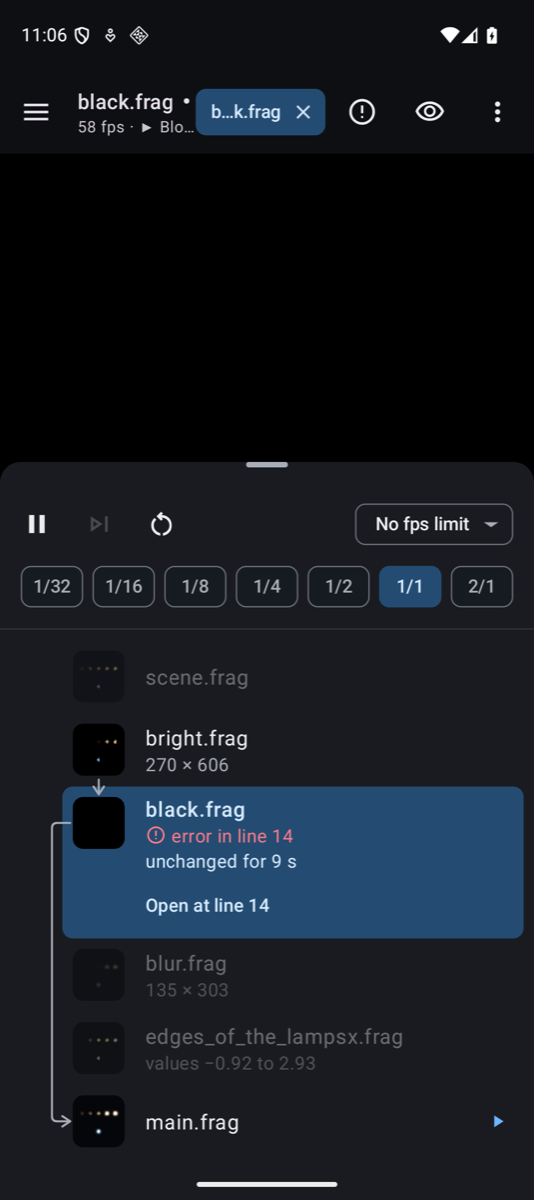 11:06
black.frag •
58 fps · ► Blo…
b…k.frag
No fps limit
1/32
1/16
1/8
1/4
1/2
1/1
2/1
scene.frag
bright.frag
270 × 606
black.frag
error in line 14
unchanged for 9 s
Open at line 14
blur.frag
135 × 303
edges_of_the_lampsx.frag
values −0.92 to 2.93
main.frag